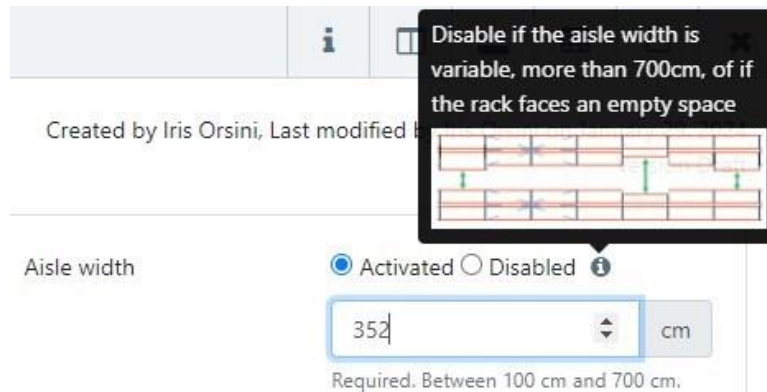 Disable if the aisle width is
variable, more than 700cm, of if
the rack faces an empty space
Created by Iris Orsini, Last modified
Aisle width
Activated
Disabled
352
cm
Required. Between 100 cm and 700 cm.